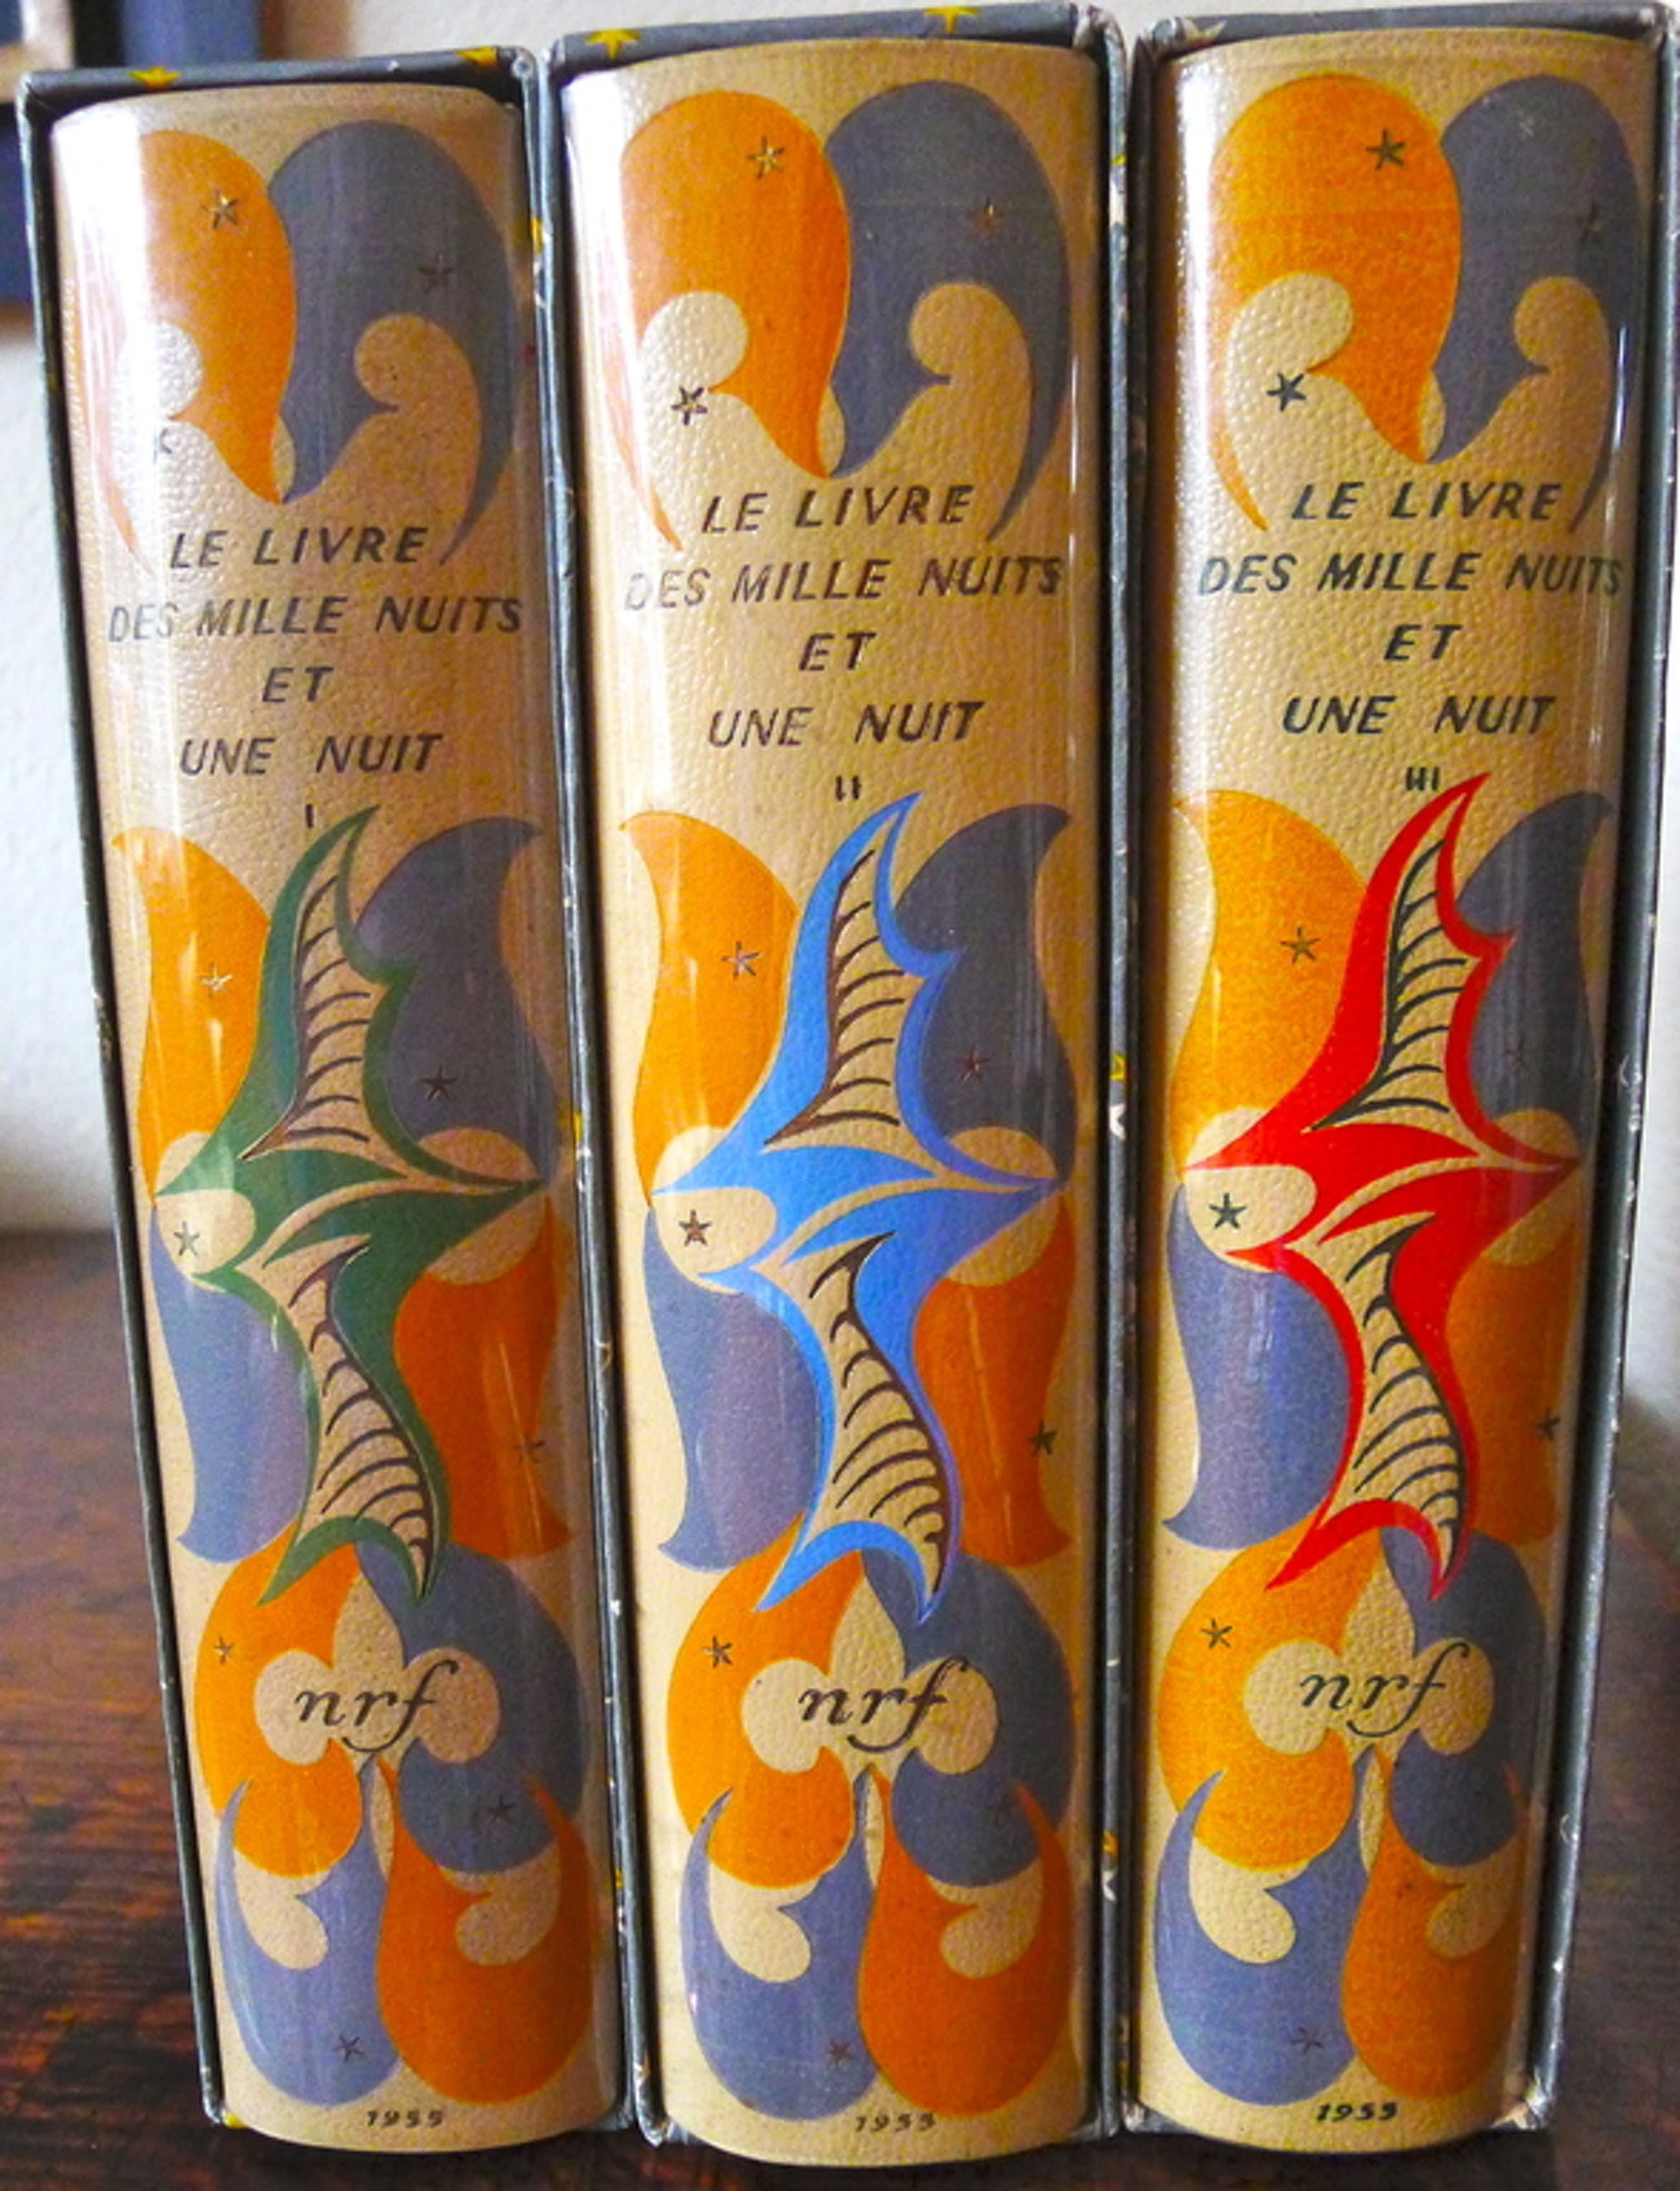 LE LIVRE
DES MILLE NUITS
ET
UNE NUIT
I
nrf
1955
LE LIVRE
DES MILLE NUITS
ET
UNE NUIT
II
nrf
1955
LE LIVRE
DES MILLE NUITS
ET
UNE NUIT
III
nrf
1955